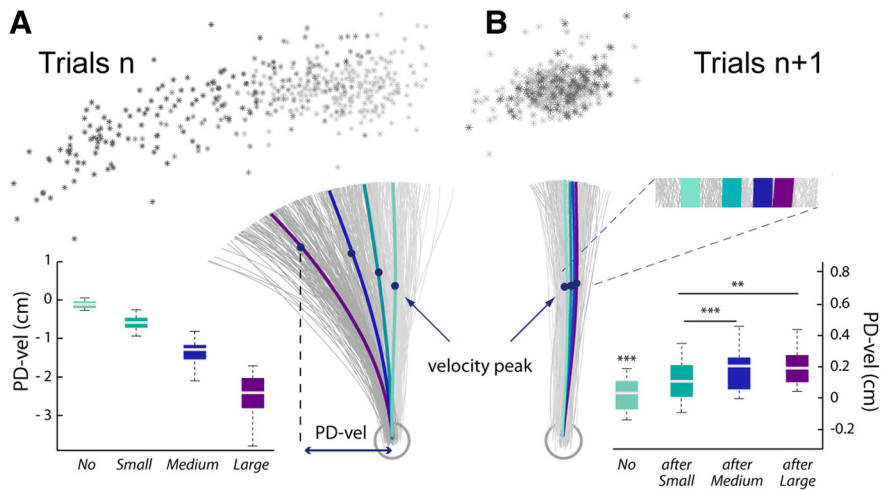 A
B
Trials n
Trials n+1
1
0
- 1
- 2
- 3
PD-vel (cm)
No
Small
Medium
Large
PD-vel
velocity peak
0.8
0.6
0.4
0.2
0
-0.2
PD-vel (cm)
**
***
***
No
after
Small
after
Medium
after
Large